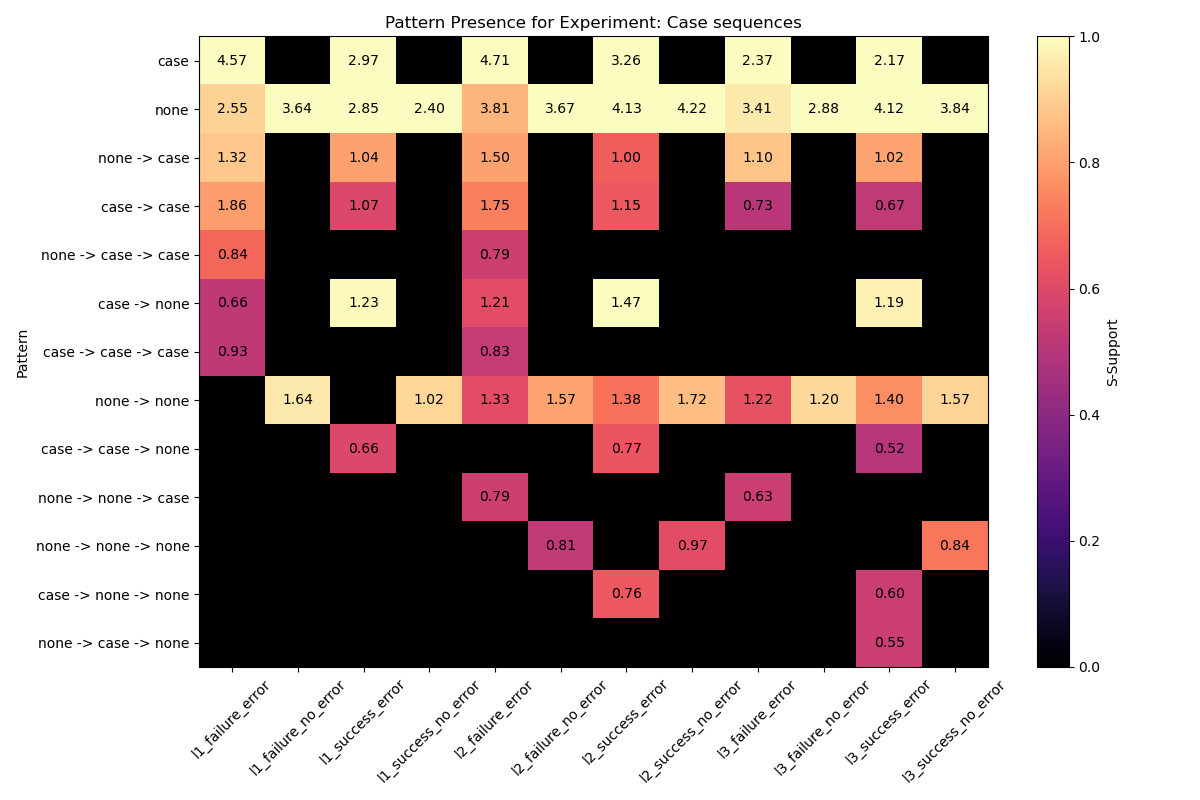 Pattern Presence for Experiment: Case sequences
case 4.57 2.97 4.71 3.26 2.37 2.17
none 2.55 3.64 2.85 2.40 3.81 3.67 4.13 4.22 3.41 2.88 4.12 3.84
none -> case 1.32 1.04 1.50 1.00 1.10 1.02
case -> case 1.86 1.07 1.75 1.15 0.73 0.67
none -> case -> case 0.84 0.79
case -> none 0.66 1.23 1.21 1.47 1.19
case -> case -> case 0.93 0.83
none -> none 1.64 1.02 1.33 1.57 1.38 1.72 1.22 1.20 1.40 1.57
case -> case -> none 0.66 0.77 0.52
none -> none -> case 0.79 0.63
none -> none -> none 0.81 0.97 0.84
case -> none -> none 0.76 0.60
none -> case -> none 0.55
Pattern
l1_failure_error
l1_failure_no_error
l1_success_error
l1_success_no_error
l2_failure_error
l2_failure_no_error
l2_success_error
l2_success_no_error
l3_failure_error
l3_failure_no_error
l3_success_error
l3_success_no_error
1.0
0.8
0.6
0.4
0.2
0.0
S-Support